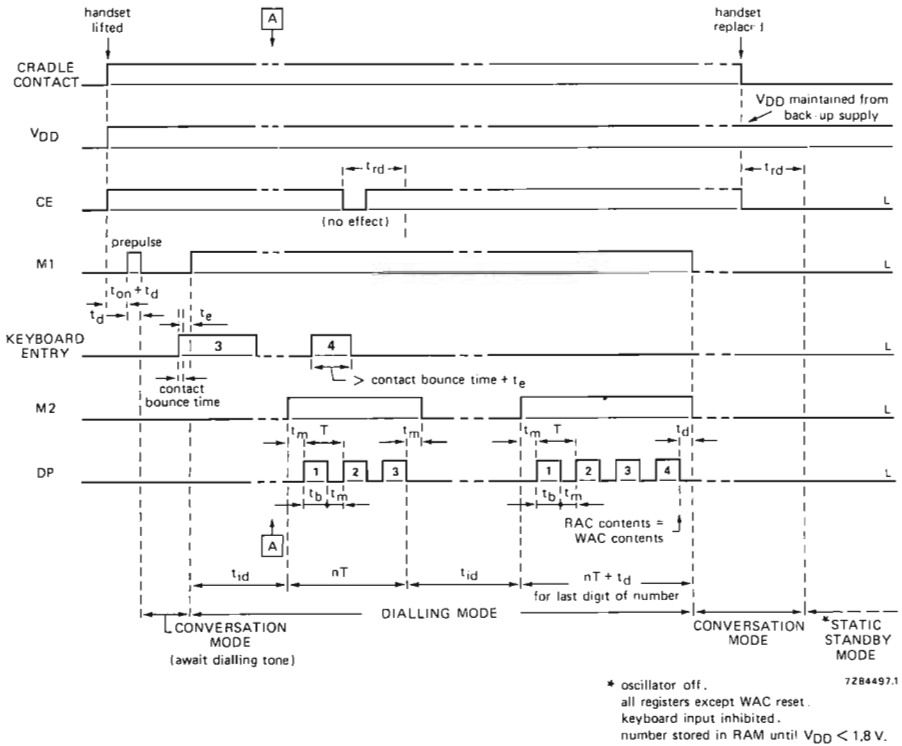 handset
lifted
A
handset
replaced
CRADLE
CONTACT
VDD
VDD maintained from
back-up supply
trd
trd
CE
(no effect)
L
prepulse
M1
L
ton + td
td
te
KEYBOARD
ENTRY
3
4
L
> contact bounce time + te
contact
bounce time
M2
L
tm T tm
tm T td
DP
1 2 3
1 2 3 4
L
tb tm
tb tm
RAC contents =
WAC contents
A
tid
nT
tid
nT + td
for last digit of number
DIALLING MODE
CONVERSATION
MODE
(await dialling tone)
CONVERSATION
MODE
*STATIC
STANDBY
MODE
7Z84497.1
* oscillator off.
all registers except WAC reset.
keyboard input inhibited.
number stored in RAM until VDD < 1,8 V.